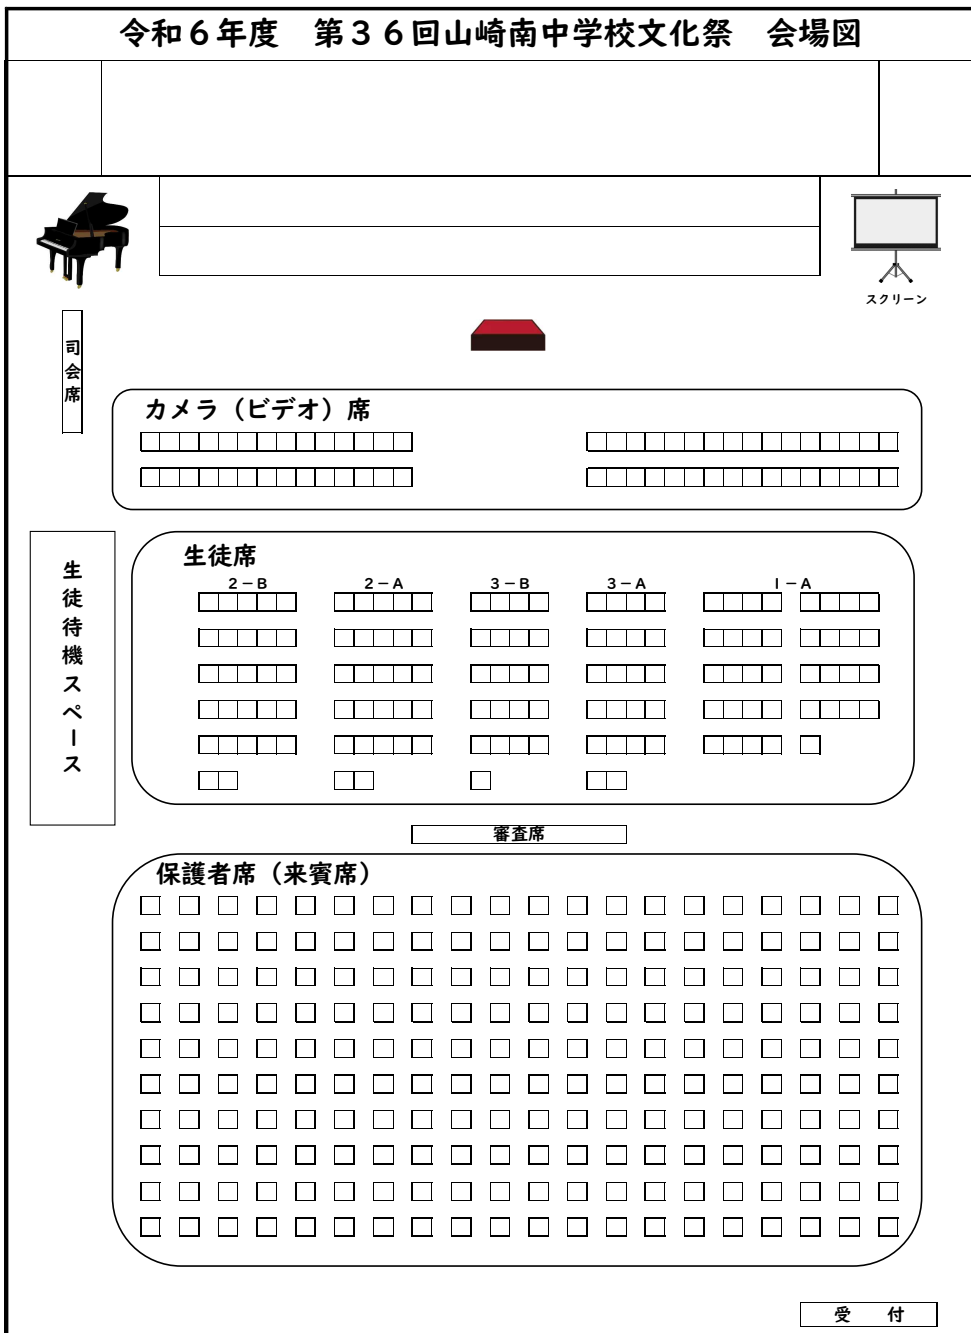 令和６年度　第３６回山崎南中学校文化祭　会場図
スクリーン
司会席
カメラ（ビデオ）席
生徒待機スペース
生徒席
２－Ｂ　２－Ａ　３－Ｂ　３－Ａ　１－Ａ
審査席
保護者席（来賓席）
受　付